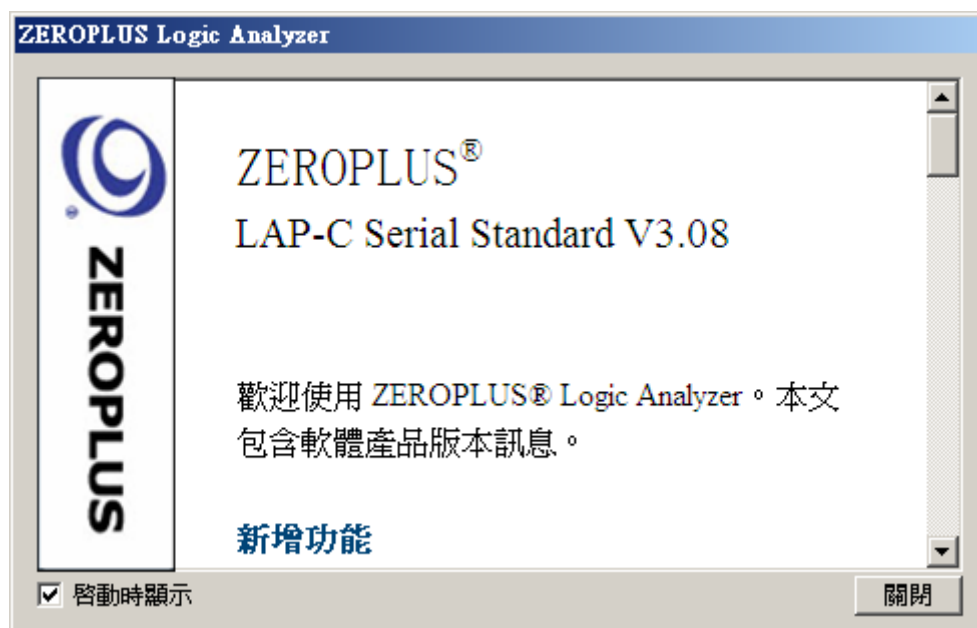 ZEROPLUS Logic Analyzer
ZEROPLUS
ZEROPLUS®
LAP-C Serial Standard V3.08
歡迎使用 ZEROPLUS® Logic Analyzer。本文
包含軟體產品版本訊息。
新增功能
啓動時顯示
關閉